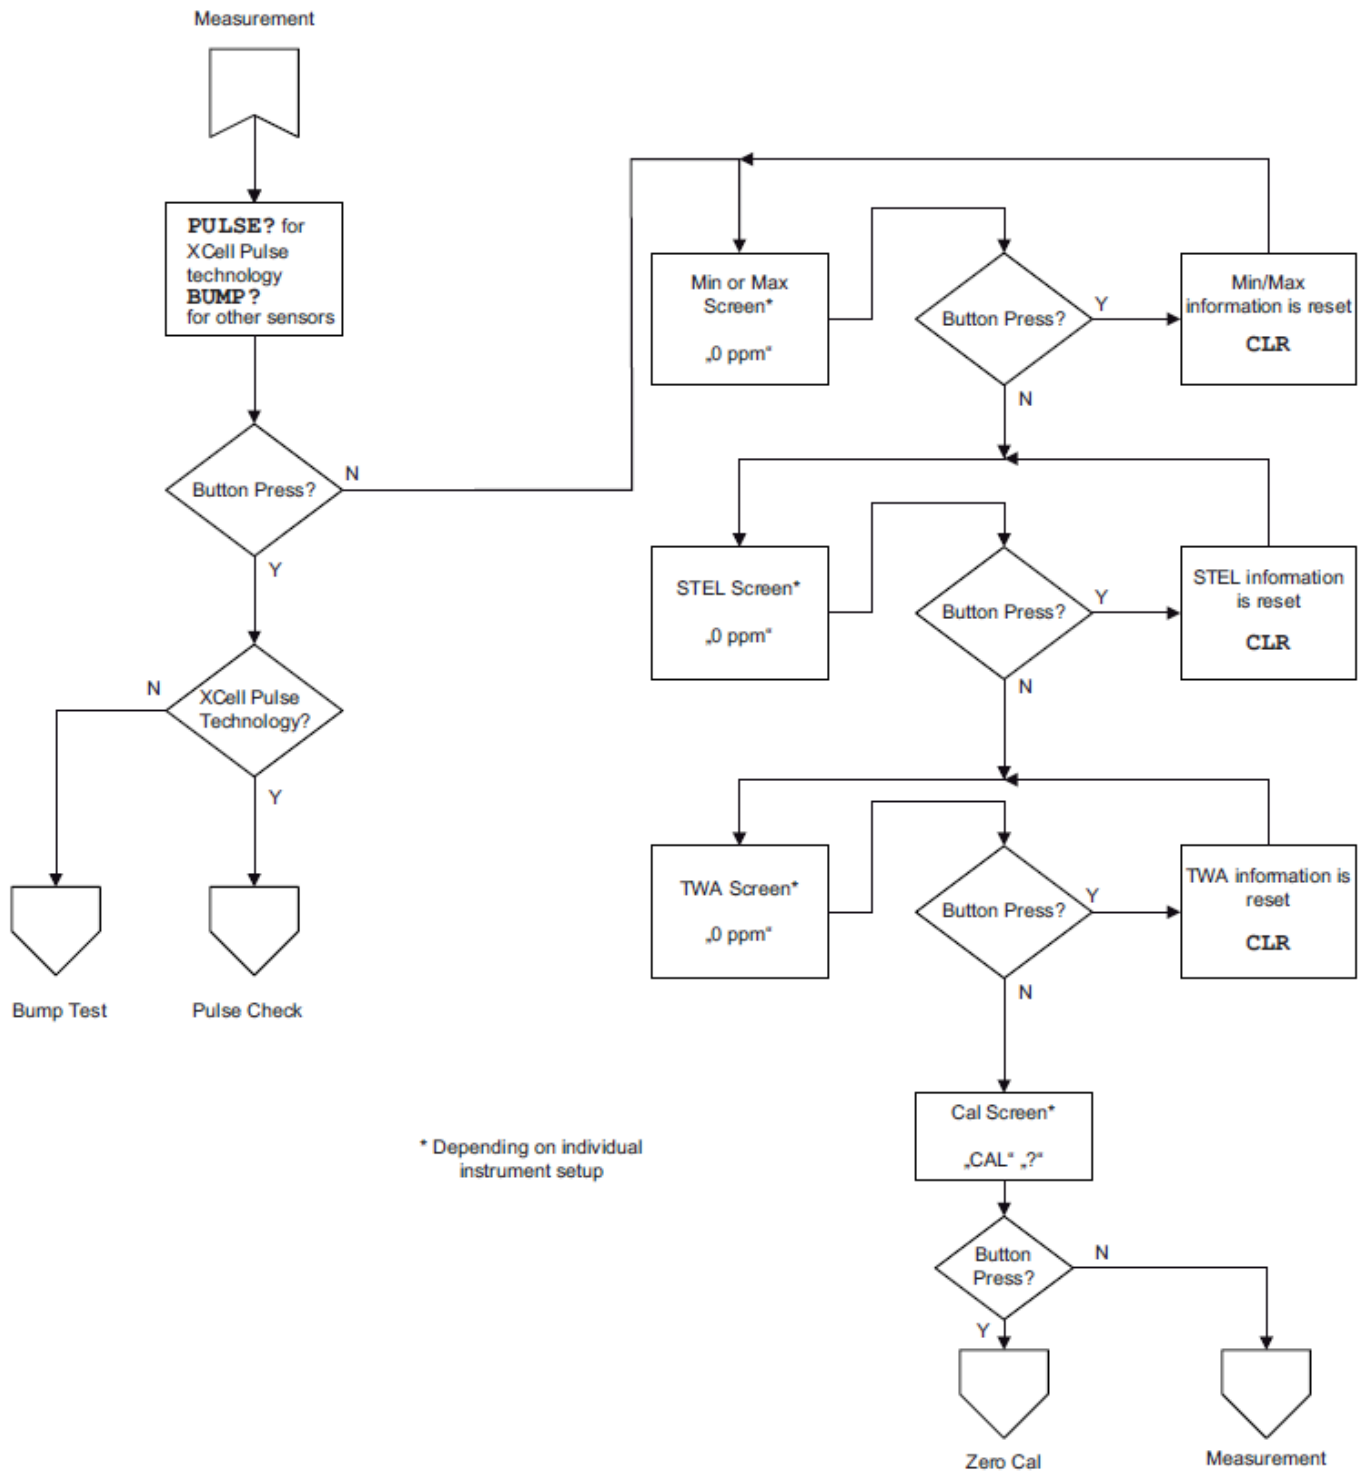 Measurement
PULSE? for
XCell Pulse
technology
BUMP?
for other sensors
Button Press?
N
Y
XCell Pulse
Technology?
N
Y
Bump Test
Pulse Check
Min or Max
Screen*
„0 ppm“
Button Press?
Y
N
Min/Max
information is reset
CLR
STEL Screen*
„0 ppm“
Button Press?
Y
N
STEL information
is reset
CLR
TWA Screen*
„0 ppm“
Button Press?
Y
N
TWA information is
reset
CLR
Cal Screen*
„CAL“ „?“
Button
Press?
N
Y
Zero Cal
Measurement
* Depending on individual
instrument setup